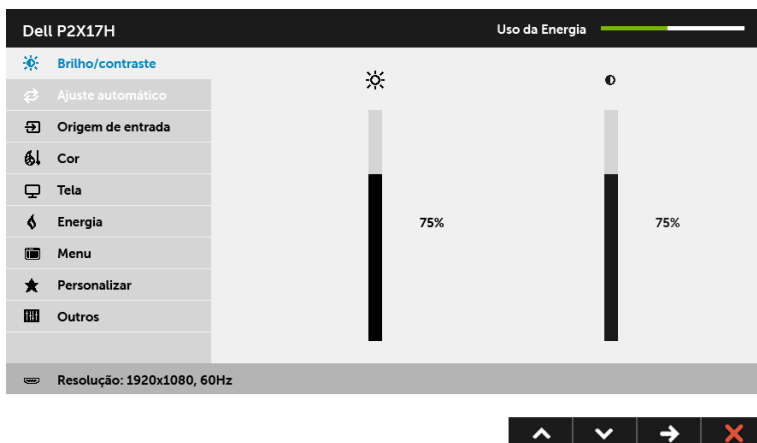 Dell P2X17H
Uso da Energia
Brilho/contraste
Ajuste automático
Origem de entrada
Cor
Tela
Energia
Menu
Personalizar
Outros
75%
75%
Resolução: 1920x1080, 60Hz